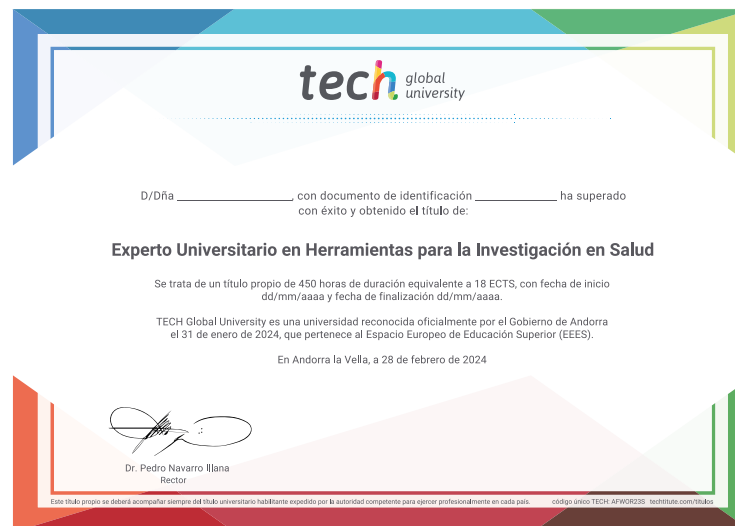 tech global university
D/Dña ____________, con documento de identificación ____________ ha superado
con éxito y obtenido el título de:
Experto Universitario en Herramientas para la Investigación en Salud
Se trata de un título propio de 450 horas de duración equivalente a 18 ECTS, con fecha de inicio
dd/mm/aaaa y fecha de finalización dd/mm/aaaa.
TECH Global University es una universidad reconocida oficialmente por el Gobierno de Andorra
el 31 de enero de 2024, que pertenece al Espacio Europeo de Educación Superior (EEES).
En Andorra la Vella, a 28 de febrero de 2024
Dr. Pedro Navarro Illana
Rector
Este título propio se deberá acompañar siempre del título universitario habilitante expedido por la autoridad competente para ejercer profesionalmente en cada país. código único TECH: AFWOR23S techtitute.com/titulos